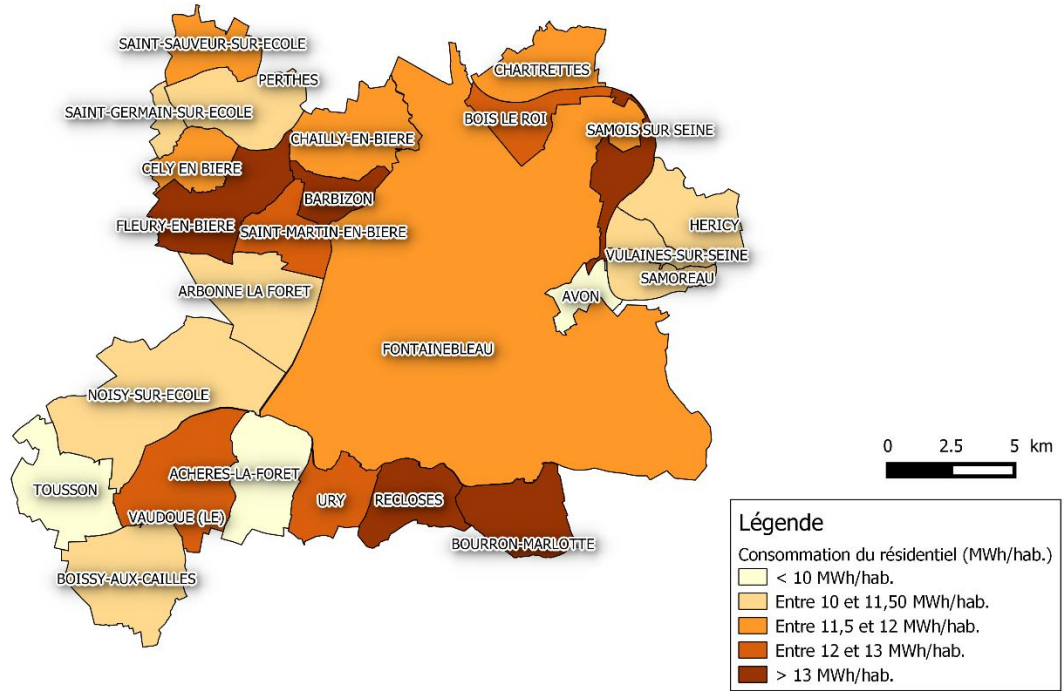 SAINT-SAUVEUR-SUR-ECOLE
PERTHES
CHARTRETTES
SAINT-GERMAIN-SUR-ECOLE
BOIS LE ROI
SAMOIS SUR SEINE
CHAILLY-EN-BIERE
CELY EN BIERE
BARBIZON
FLEURY-EN-BIERE
SAINT-MARTIN-EN-BIERE
HERICY
VULAINES-SUR-SEINE
SAMOREAU
ARBONNE LA FORET
AVON
FONTAINEBLEAU
NOISY-SUR-ECOLE
ACHERES-LA-FORET
TOUSSON
URY
RECLOSES
VAUDOUE (LE)
BOURRON-MARLOTTE
BOISSY-AUX-CAILLES
0 2.5 5 km
Légende
Consommation du résidentiel (MWh/hab.)
< 10 MWh/hab.
Entre 10 et 11,50 MWh/hab.
Entre 11,5 et 12 MWh/hab.
Entre 12 et 13 MWh/hab.
> 13 MWh/hab.